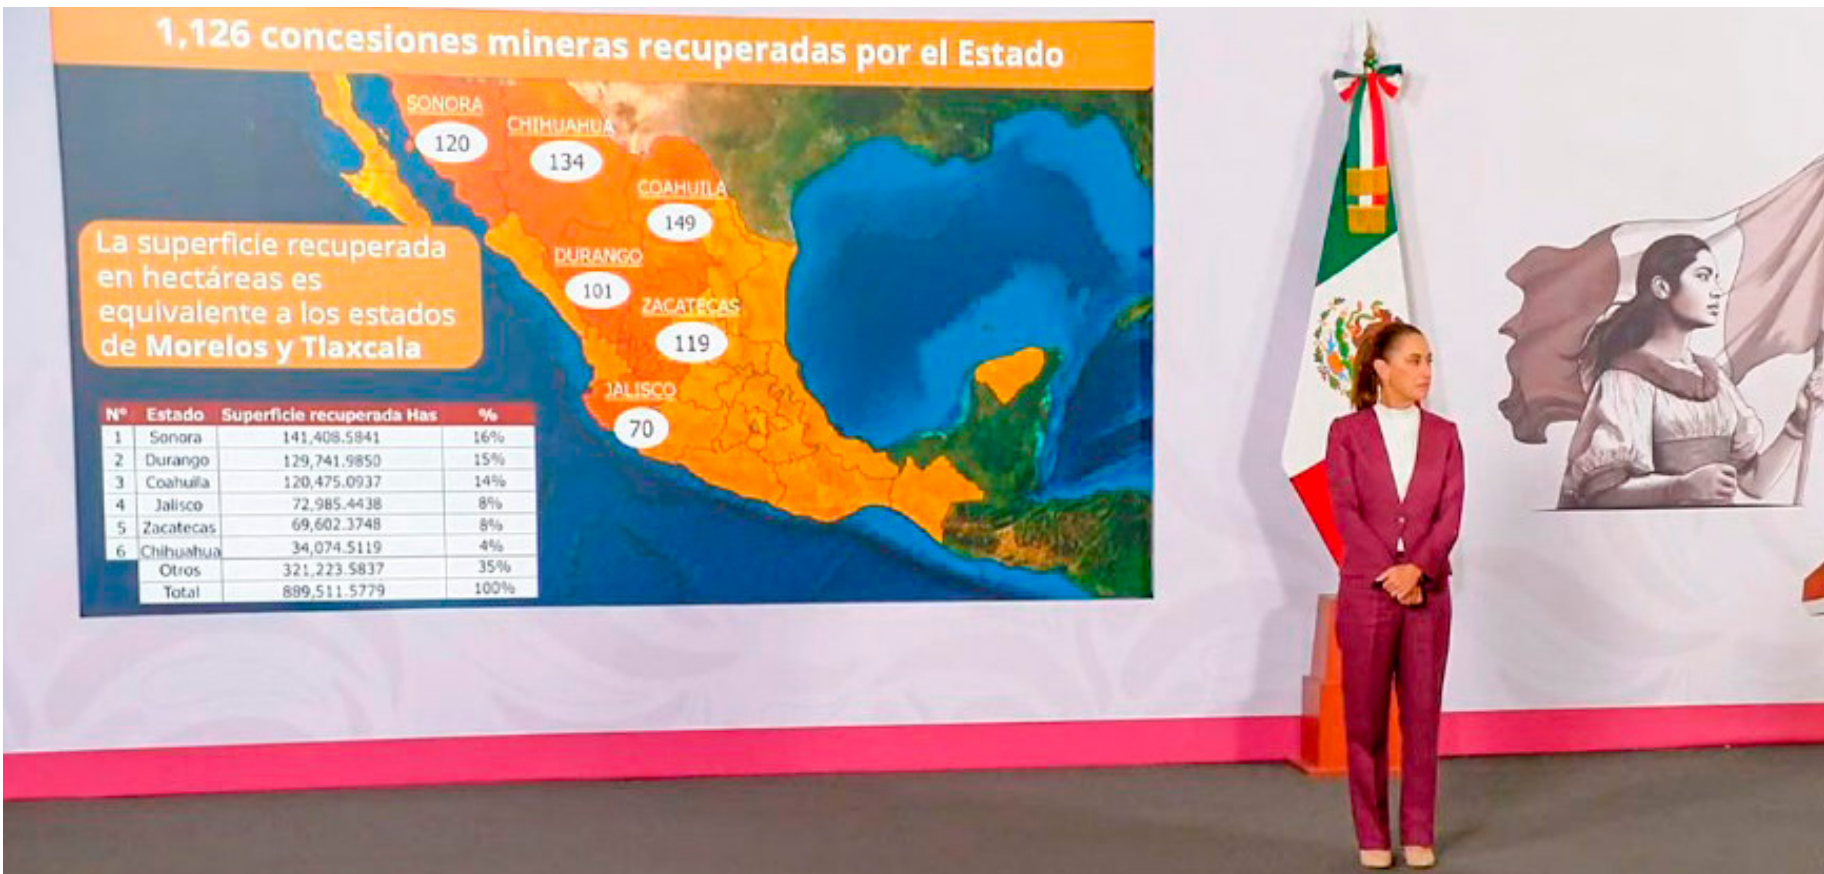 1,126 concesiones mineras recuperadas por el Estado
SONORA
120
CHIHUAHUA
134
COAHUILA
149
DURANGO
101
ZACATECAS
119
JALISCO
70
La superficie recuperada
en hectáreas es
equivalente a los estados
de Morelos y Tlaxcala
Nº Estado Superficie recuperada Has %
1 Sonora 141,408.5841 16%
2 Durango 129,741.9850 15%
3 Coahuila 120,475.0937 14%
4 Jalisco 72,985.4438 8%
5 Zacatecas 69,602.3748 8%
6 Chihuahua 34,074.5119 4%
Otros 321,223.5837 35%
Total 889,511.5779 100%